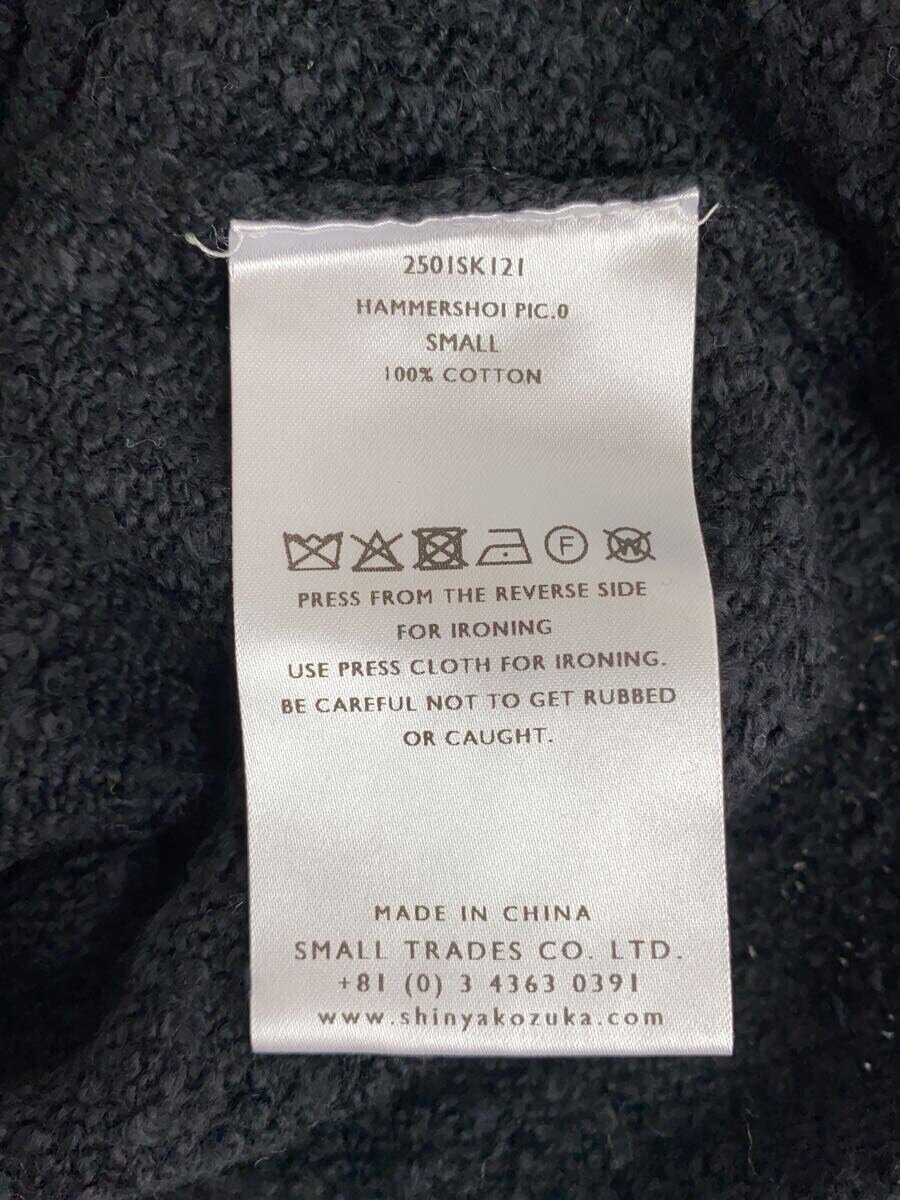 2501SK121
HAMMERSHOI PIC.0
SMALL
100% COTTON
F W
PRESS FROM THE REVERSE SIDE
FOR IRONING
USE PRESS CLOTH FOR IRONING.
BE CAREFUL NOT TO GET RUBBED
OR CAUGHT.
MADE IN CHINA
SMALL TRADES CO. LTD.
+81 (0) 3 4363 0391
www.shinyakozuka.com